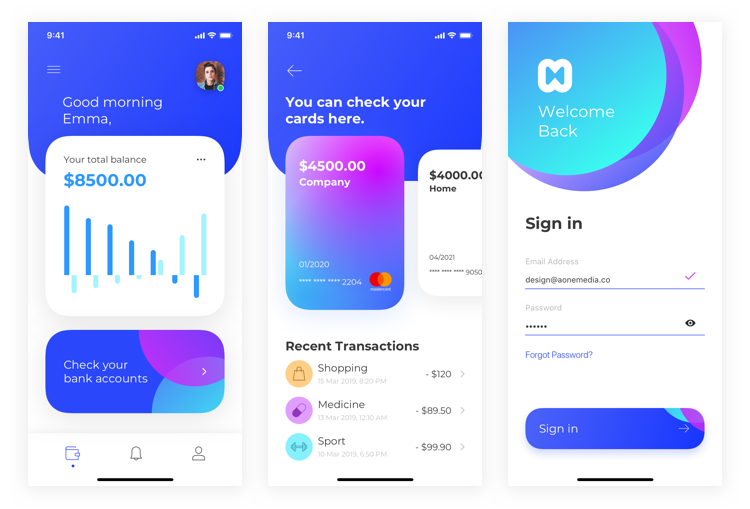 9:41
Good morning
Emma,
Your total balance
$8500.00
Check your
bank accounts
9:41
You can check your
cards here.
$4500.00
Company
01/2020
**** **** **** 2204
mastercard
$4000.00
Home
04/2021
**** **** **** 9050
Recent Transactions
Shopping
15 Mar 2019, 8:20 PM
- $120
Medicine
13 Mar 2019, 12:10 AM
- $89.50
Sport
10 Mar 2019, 6:50 PM
- $99.90
Welcome
Back
Sign in
Email Address
design@aonemedia.co
Password
••••••
Forgot Password?
Sign in